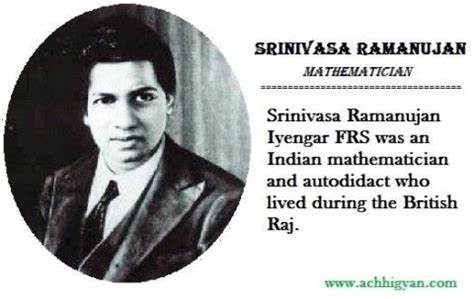 SRINIVASA RAMANUJAN
MATHEMATICIAN
Srinivasa Ramanujan
Iyengar FRS was an
Indian mathematician
and autodidact who
lived during the British
Raj.
www.achhigyan.com